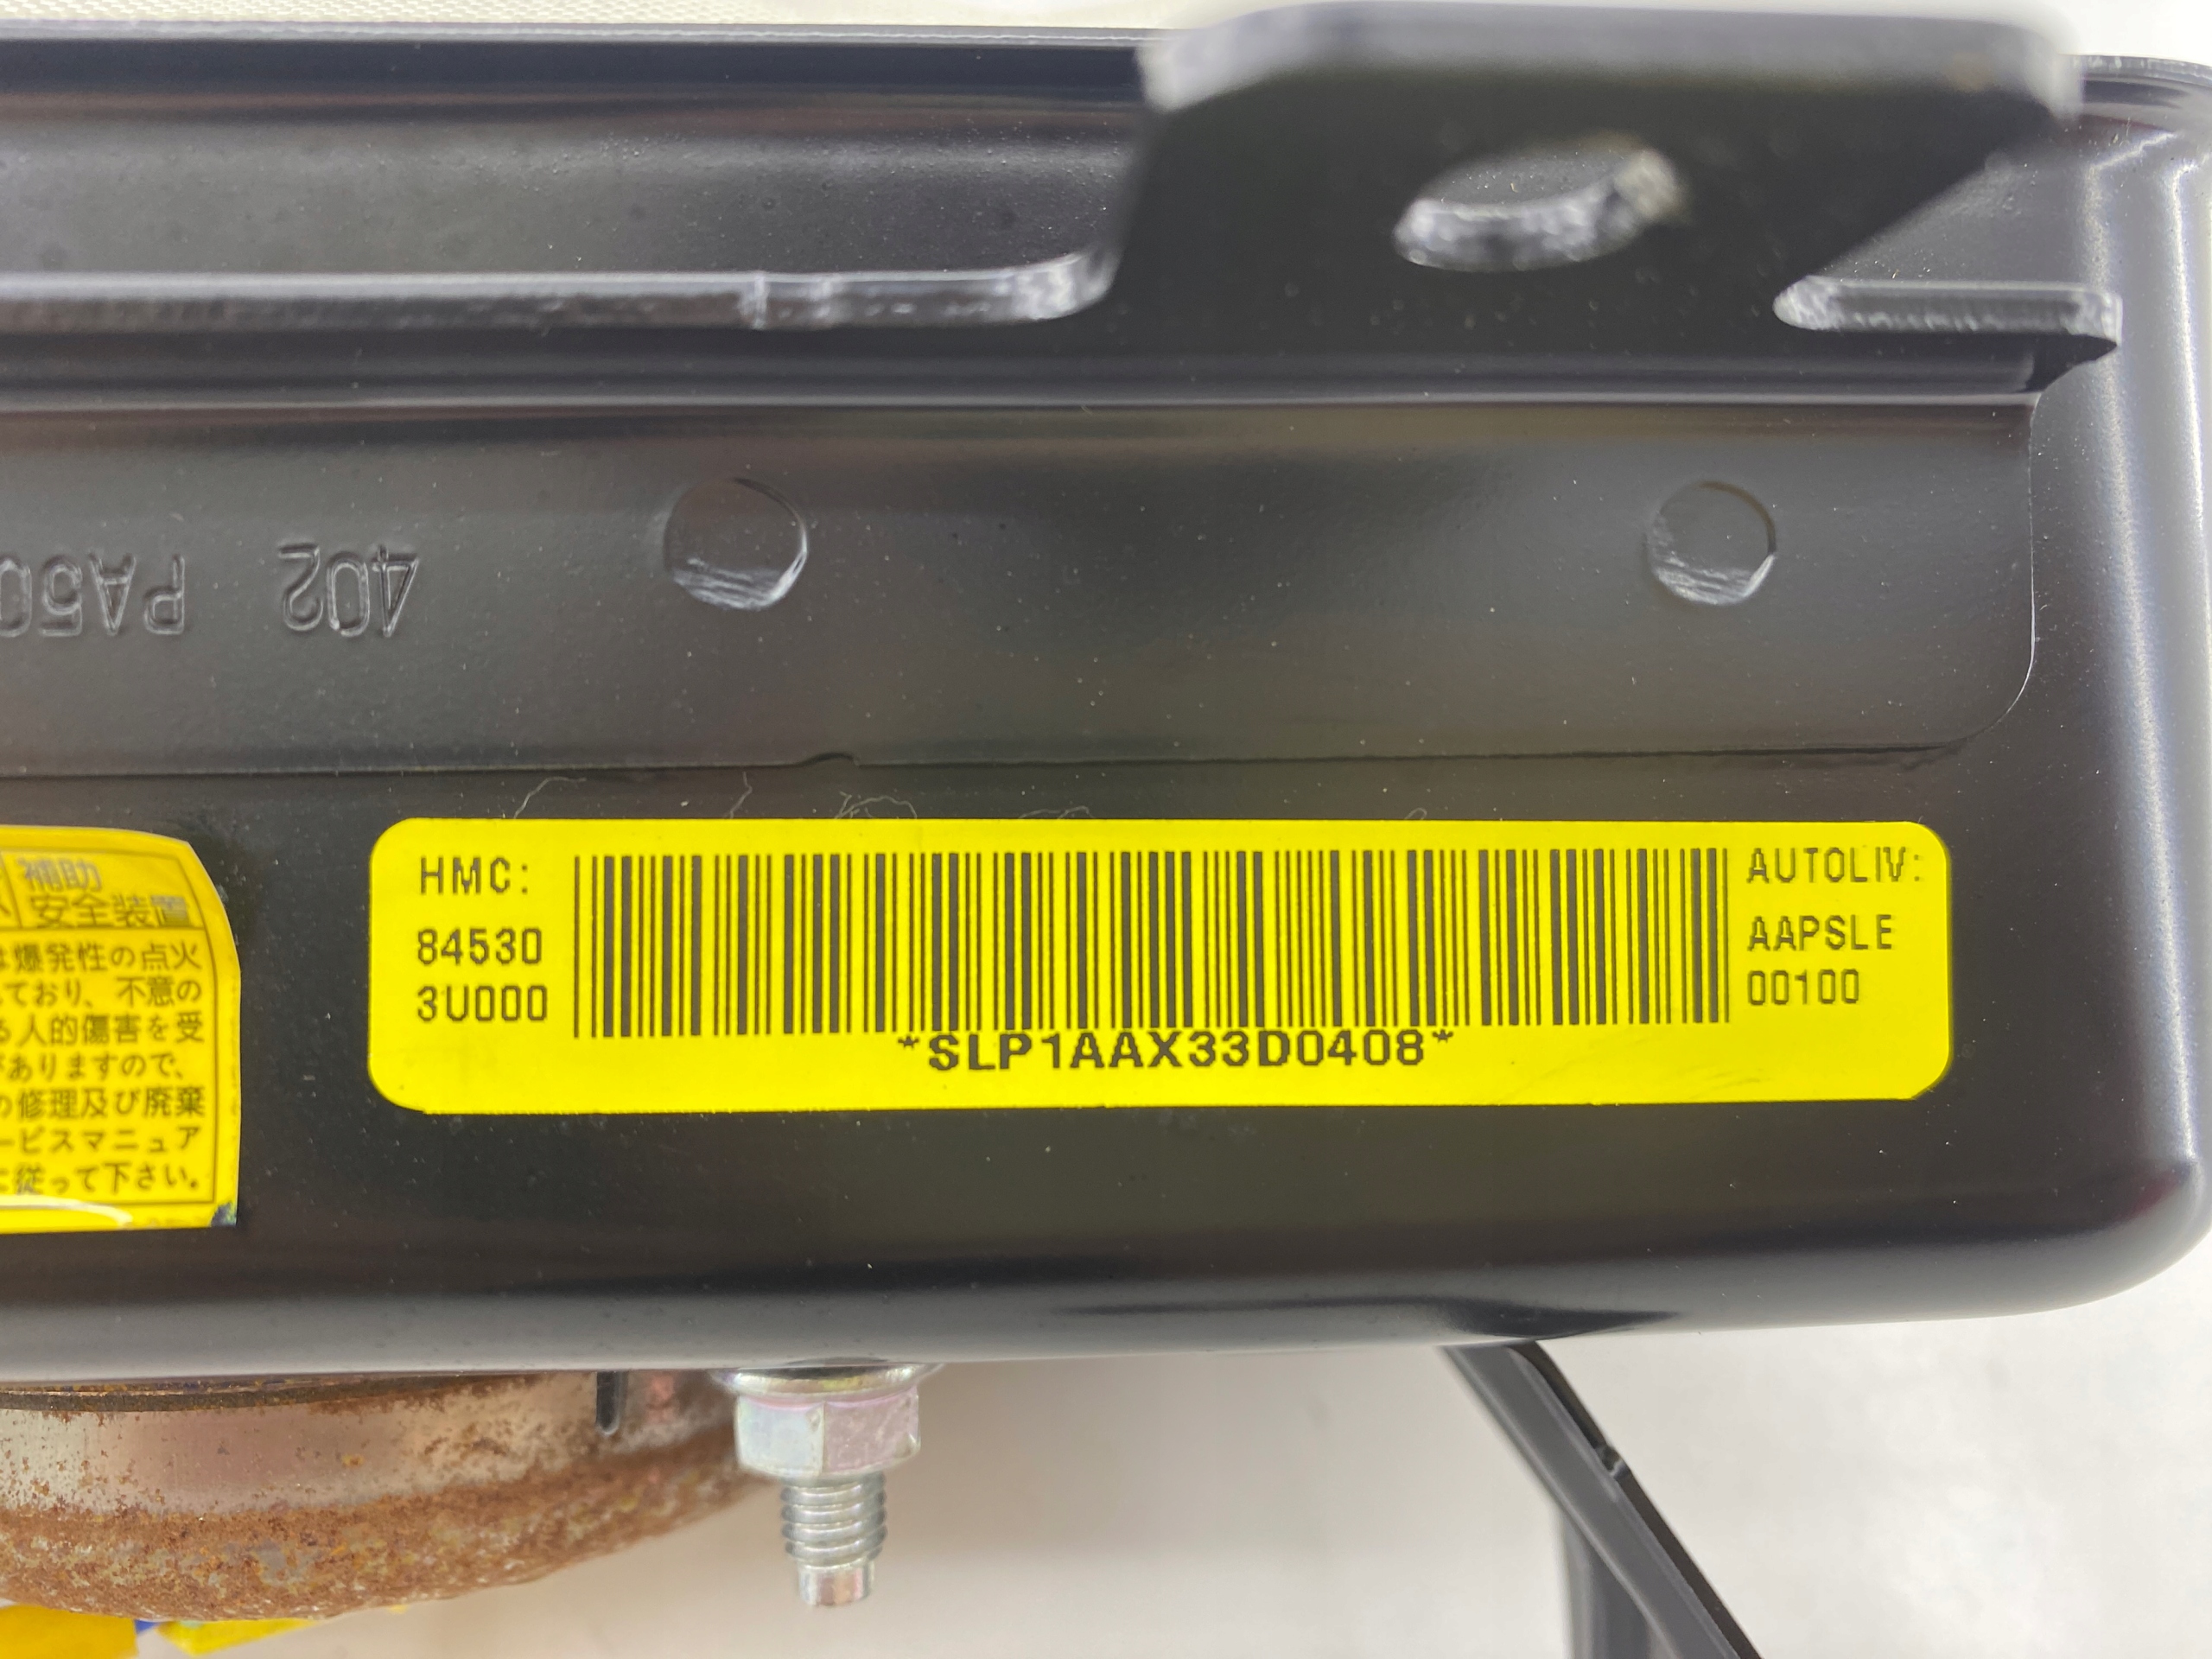 402 PA50
補助
安全装置
は爆発性の点火
ており、不意の
る人的傷害を受
がありますので、
の修理及び廃棄
ービスマニュア
に従って下さい。
HMC:
84530
3U000
*SLP1AAX33D0408*
AUTOLIV:
AAPSLE
00100